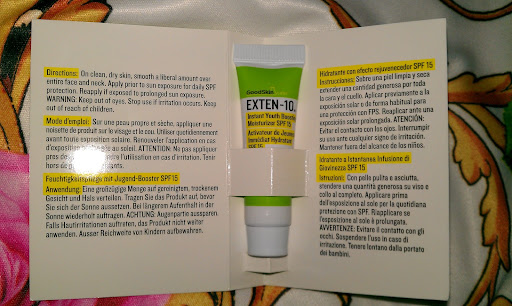 Directions: On clean, dry skin, smooth a liberal amount over
entire face and neck. Apply prior to sun exposure for daily SPF
protection. Reapply if exposed to prolonged sun exposure.
WARNING: Keep out of eyes. Stop use if irritation occurs. Keep
out of reach of children.
Mode d'emploi: Sur une peau propre et sèche, appliquer une
noisette de produit sur le visage et le cou. Utiliser quotidiennement
avant toute exposition solaire. Renouveler l'application en cas
d'exposition au soleil. ATTENTION: Ne pas appliquer
pres des l'utilisation en cas d'irritation. Tenir
hors de
Feuchtigkeitspflege mit Jugend-Booster SPF15
Anwendung: Eine großzügige Menge auf gereinigtem, trockenem
Gesicht und Hals verteilen. Tragen Sie das Produkt auf, bevor
Sie sich der Sonne aussetzen. Bei längerem Aufenthalt in der
Sonne wiederholt auftragen. ACHTUNG: Augenpartie aussparen.
Falls Hautirritationen auftreten, das Produkt nicht weiter
anwenden. Ausser Reichweite von Kindern aufbewahren.
GoodSkin
EXTEN-10
Instant Youth Boosting
Moisturizer SPF 15
Activateur de Jeunesse
Hydratant SPF 15
Hidratante con efecto rejuvenecedor SPF 15
Instrucciones: Sobre una piel limpia y seca
extender una cantidad generosa por toda
la cara y el cuello. Aplicar previamente a la
exposición solar o de forma habitual para
protección con FPS. Reaplicar antes una
exposición solar prolongada. ATENCIÓN:
Evitar el contacto con los ojos. Interrumpir
su uso ante cualquier signo de irritación.
Mantener fuera del alcance de los niños.
Idratante a Istantanea Infusione di
Giovinezza SPF15
Istruzioni: Con pelle pulita e asciutta,
stendere una quantità generosa su viso e
collo al completo. Applicare prima
dell'esposizione al sole per la quotidiana
protezione con SPF. Riapplicare se
l'esposizione al sole è prolungata.
AVVERTENZE: Evitare il contatto con gli
occhi. Sospendere l'uso in caso di
irritazione. Tenere lontano dalla portata
dei bambini.